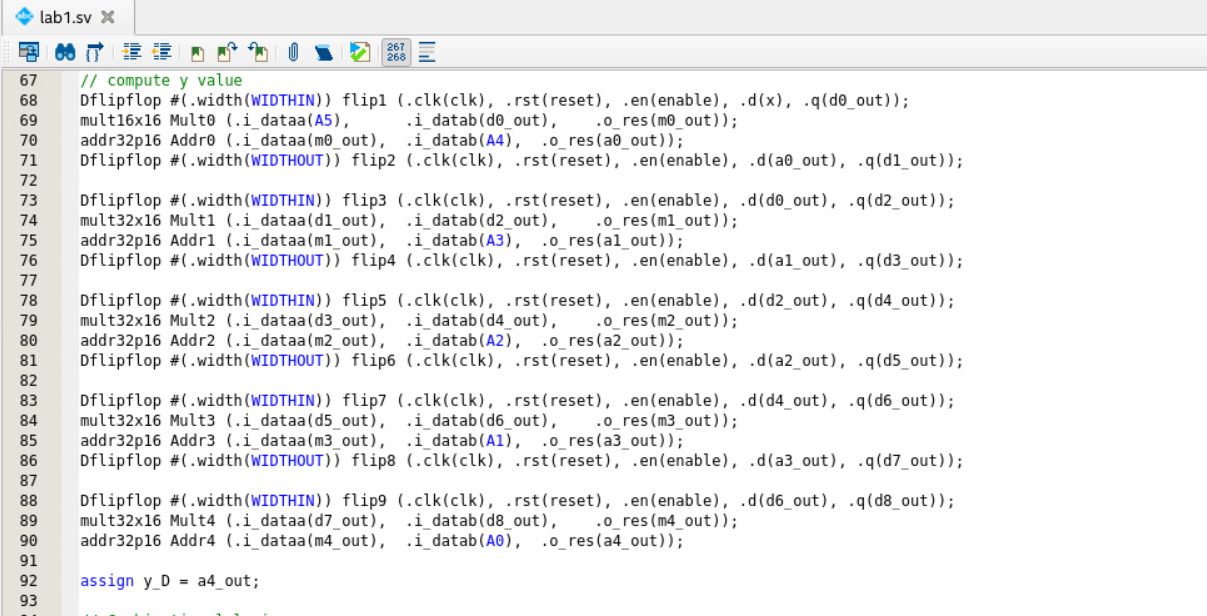 lab1.sv
267
268
67 // compute y value
68 Dflipflop #(.width(WIDTHIN)) flip1 (.clk(clk), .rst(reset), .en(enable), .d(x), .q(d0_out));
69 mult16x16 Mult0 (.i_dataa(A5),      .i_datab(d0_out),    .o_res(m0_out));
70 addr32p16 Addr0 (.i_dataa(m0_out),  .i_datab(A4),  .o_res(a0_out));
71 Dflipflop #(.width(WIDTHOUT)) flip2 (.clk(clk), .rst(reset), .en(enable), .d(a0_out), .q(d1_out));
72
73 Dflipflop #(.width(WIDTHIN)) flip3 (.clk(clk), .rst(reset), .en(enable), .d(d0_out), .q(d2_out));
74 mult32x16 Mult1 (.i_dataa(d1_out),  .i_datab(d2_out),    .o_res(m1_out));
75 addr32p16 Addr1 (.i_dataa(m1_out),  .i_datab(A3),  .o_res(a1_out));
76 Dflipflop #(.width(WIDTHOUT)) flip4 (.clk(clk), .rst(reset), .en(enable), .d(a1_out), .q(d3_out));
77
78 Dflipflop #(.width(WIDTHIN)) flip5 (.clk(clk), .rst(reset), .en(enable), .d(d2_out), .q(d4_out));
79 mult32x16 Mult2 (.i_dataa(d3_out),  .i_datab(d4_out),    .o_res(m2_out));
80 addr32p16 Addr2 (.i_dataa(m2_out),  .i_datab(A2),  .o_res(a2_out));
81 Dflipflop #(.width(WIDTHOUT)) flip6 (.clk(clk), .rst(reset), .en(enable), .d(a2_out), .q(d5_out));
82
83 Dflipflop #(.width(WIDTHIN)) flip7 (.clk(clk), .rst(reset), .en(enable), .d(d4_out), .q(d6_out));
84 mult32x16 Mult3 (.i_dataa(d5_out),  .i_datab(d6_out),    .o_res(m3_out));
85 addr32p16 Addr3 (.i_dataa(m3_out),  .i_datab(A1),  .o_res(a3_out));
86 Dflipflop #(.width(WIDTHOUT)) flip8 (.clk(clk), .rst(reset), .en(enable), .d(a3_out), .q(d7_out));
87
88 Dflipflop #(.width(WIDTHIN)) flip9 (.clk(clk), .rst(reset), .en(enable), .d(d6_out), .q(d8_out));
89 mult32x16 Mult4 (.i_dataa(d7_out),  .i_datab(d8_out),    .o_res(m4_out));
90 addr32p16 Addr4 (.i_dataa(m4_out),  .i_datab(A0),  .o_res(a4_out));
91
92 assign y_D = a4_out;
93